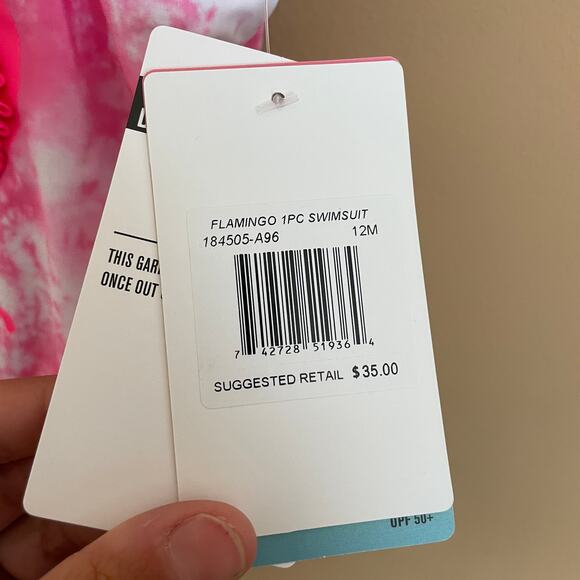 FLAMINGO 1PC SWIMSUIT
184505-A96 12M
7 42728 51936 4
SUGGESTED RETAIL $35.00
THIS
ONCE OUT
UPF 50+